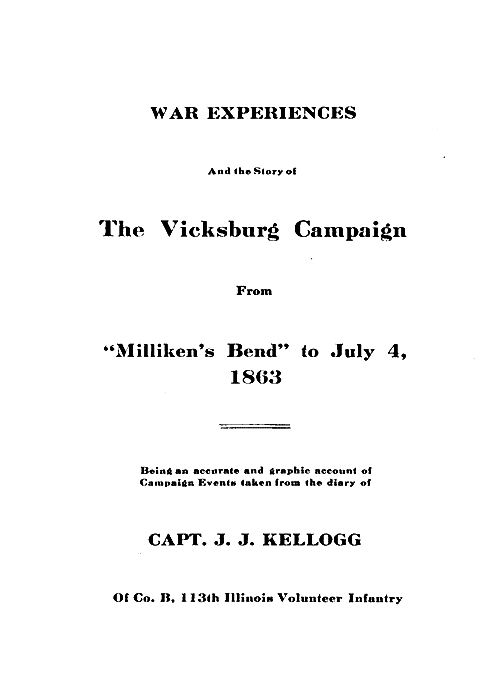 WAR EXPERIENCES
And the Story of
The Vicksburg Campaign
From
“Milliken's Bend” to July 4,
1863
Being an accurate and graphic account of
Campaign Events taken from the diary of
CAPT. J. J. KELLOGG
Of Co. B, 113th Illinois Volunteer Infantry